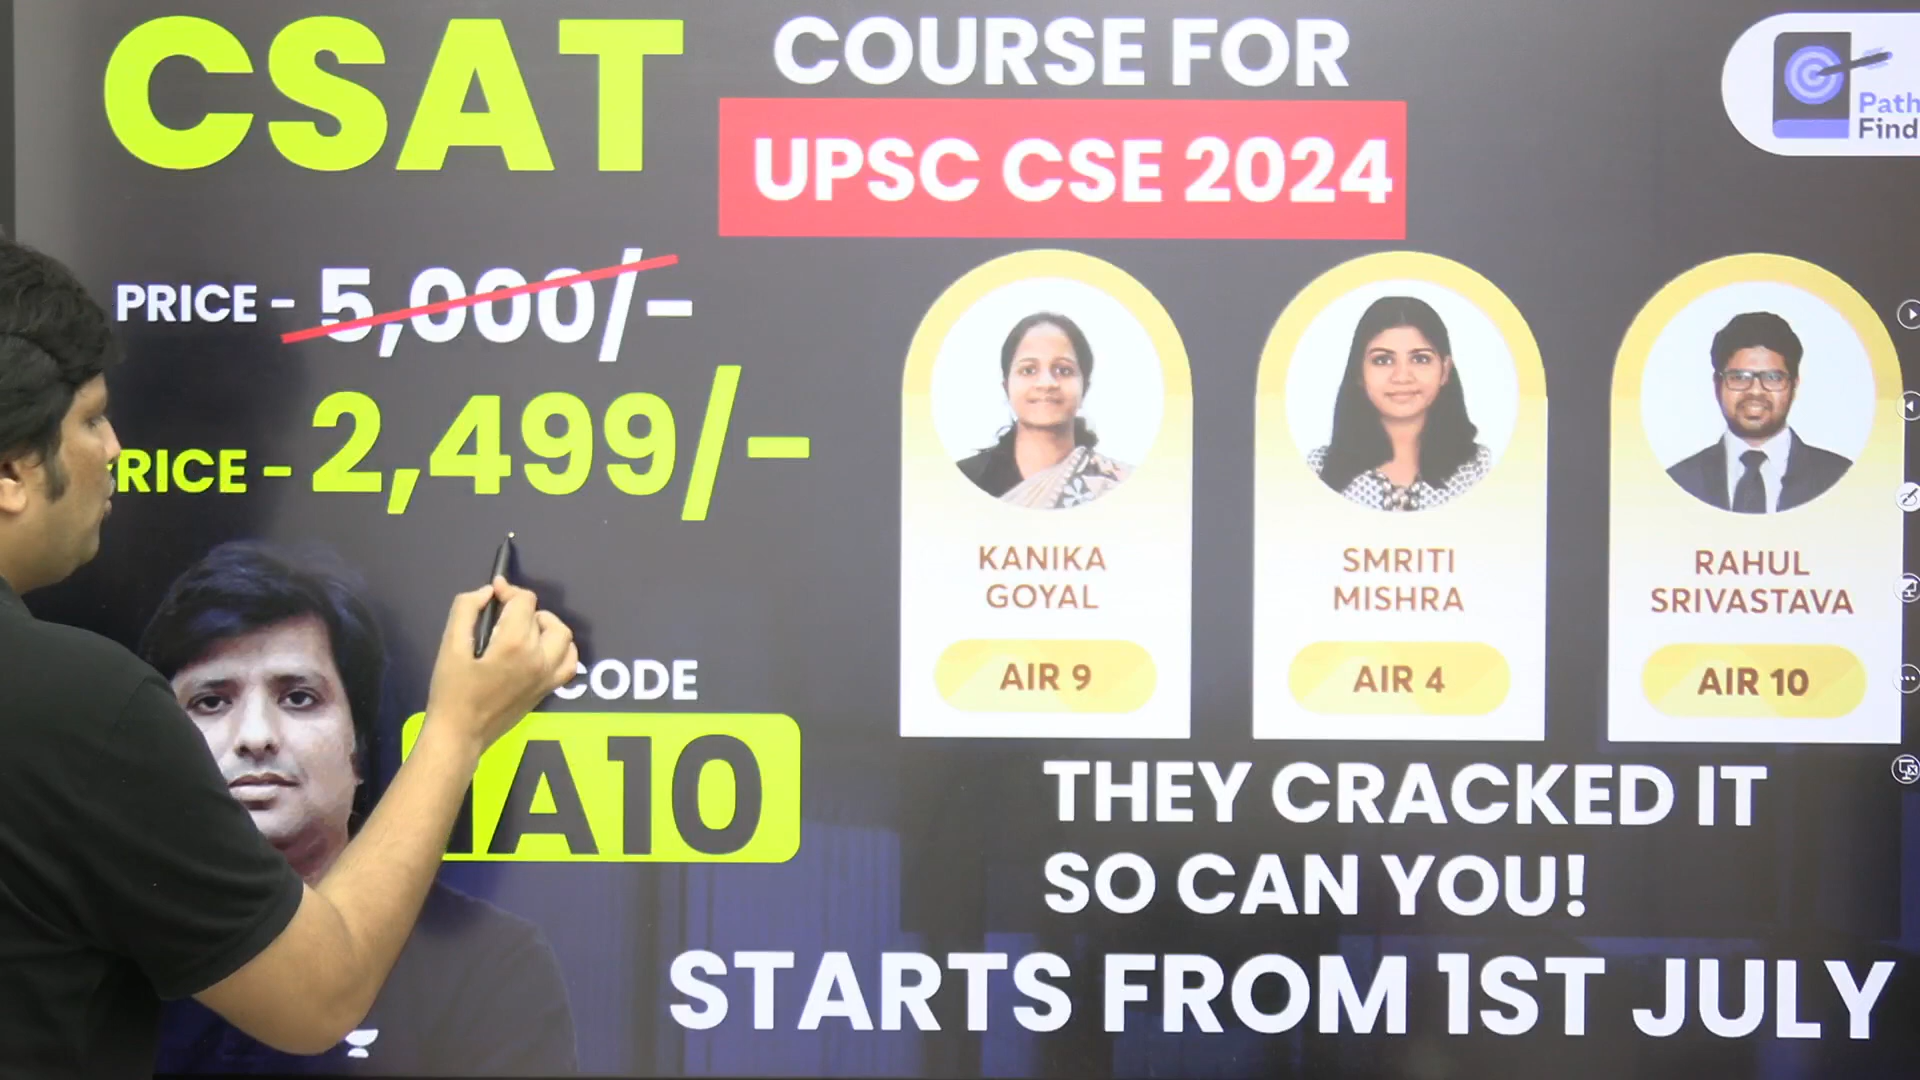 CSAT
COURSE FOR
UPSC CSE 2024
Path
Find
PRICE - 5,000/-
RICE - 2,499/-
CODE
A10
KANIKA
GOYAL
AIR 9
SMRITI
MISHRA
AIR 4
RAHUL
SRIVASTAVA
AIR 10
THEY CRACKED IT
SO CAN YOU!
STARTS FROM 1ST JULY